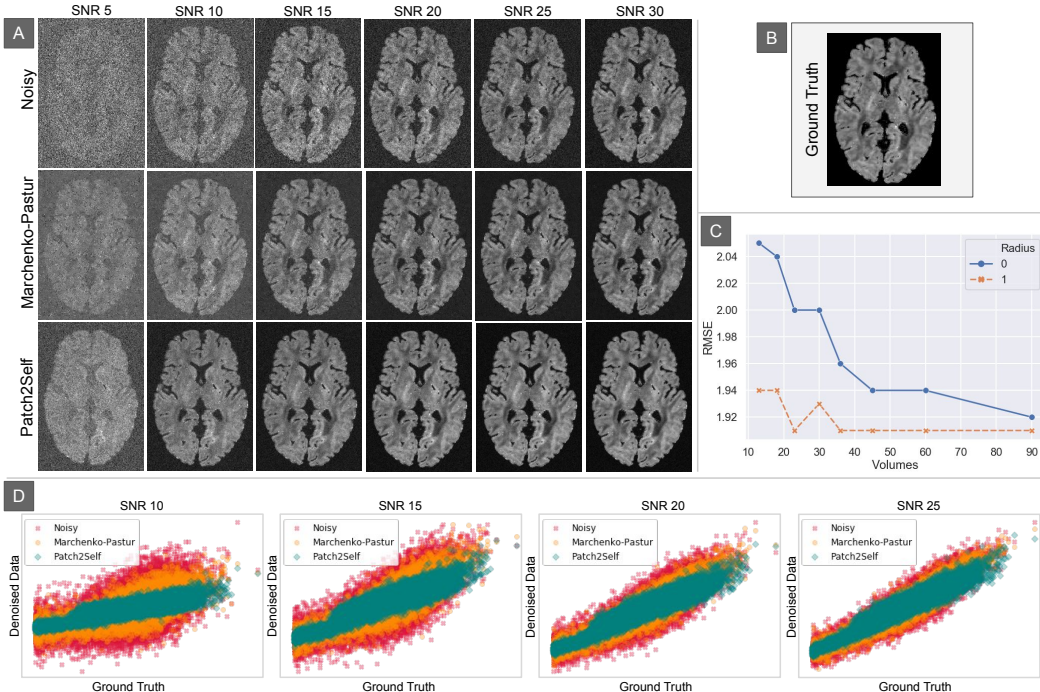 A
SNR 5 SNR 10 SNR 15 SNR 20 SNR 25 SNR 30
Noisy
Marchenko-Pastur
Patch2Self
B
Ground Truth
C
Radius
0
1
2.04
2.02
2.00
1.98
1.96
1.94
1.92
RMSE
10 20 30 40 50 60 70 80 90
Volumes
D
SNR 10
Noisy
Marchenko-Pastur
Patch2Self
Denoised Data
Ground Truth
SNR 15
Noisy
Marchenko-Pastur
Patch2Self
Denoised Data
Ground Truth
SNR 20
Noisy
Marchenko-Pastur
Patch2Self
Denoised Data
Ground Truth
SNR 25
Noisy
Marchenko-Pastur
Patch2Self
Denoised Data
Ground Truth